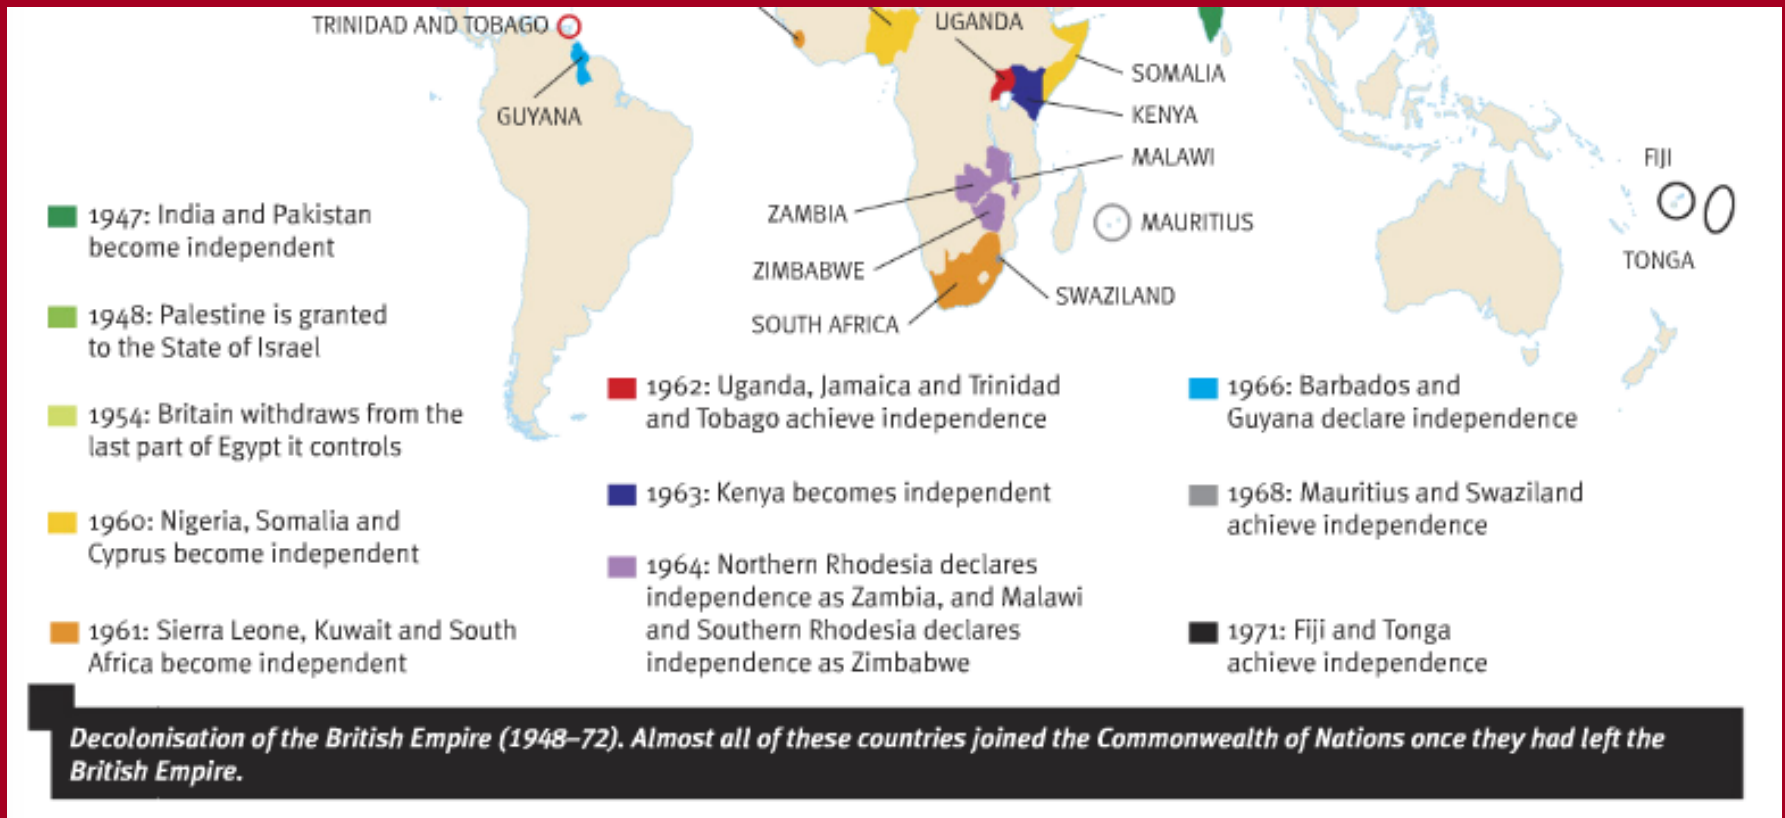 TRINIDAD AND TOBAGO
UGANDA
SOMALIA
GUYANA
KENYA
MALAWI
FIJI
ZAMBIA
MAURITIUS
TONGA
ZIMBABWE
SWAZILAND
SOUTH AFRICA
1947: India and Pakistan
become independent
1948: Palestine is granted
to the State of Israel
1954: Britain withdraws from the
last part of Egypt it controls
1960: Nigeria, Somalia and
Cyprus become independent
1961: Sierra Leone, Kuwait and South
Africa become independent
1962: Uganda, Jamaica and Trinidad
and Tobago achieve independence
1963: Kenya becomes independent
1964: Northern Rhodesia declares
independence as Zambia, and Malawi
and Southern Rhodesia declares
independence as Zimbabwe
1966: Barbados and
Guyana declare independence
1968: Mauritius and Swaziland
achieve independence
1971: Fiji and Tonga
achieve independence
Decolonisation of the British Empire (1948–72). Almost all of these countries joined the Commonwealth of Nations once they had left the
British Empire.